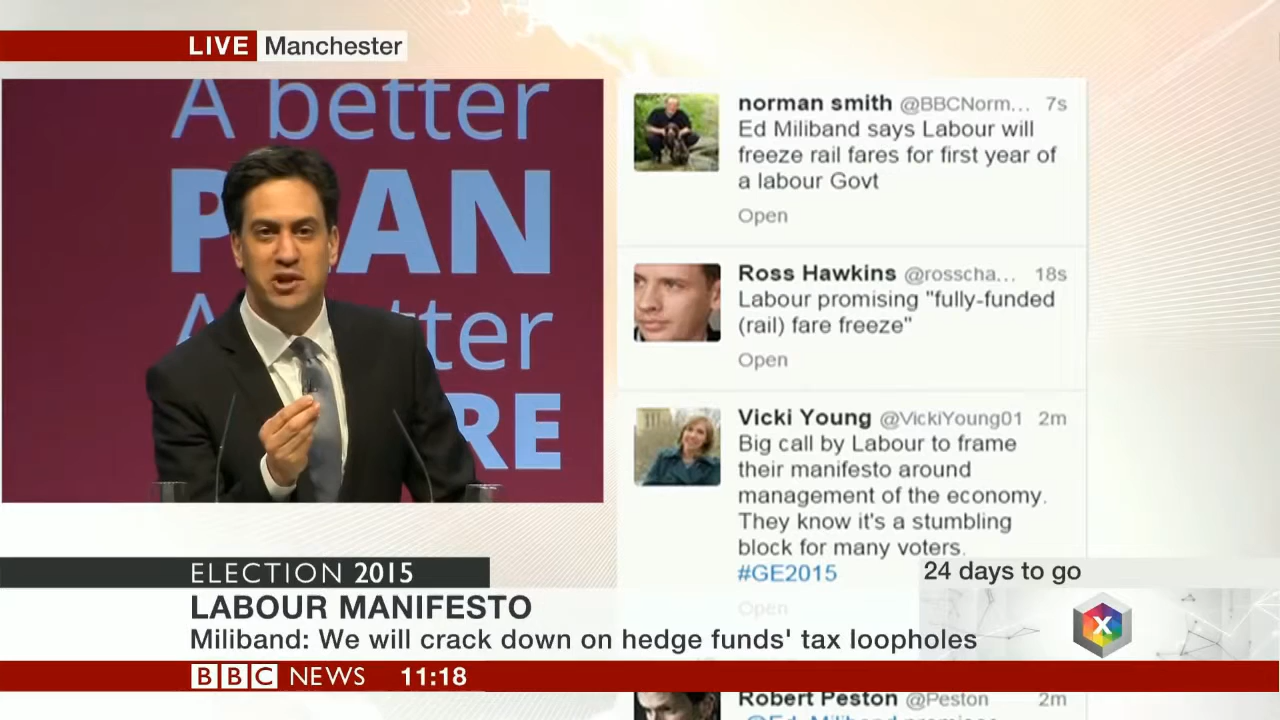 LIVE Manchester
A better
PLAN
A better
RE
norman smith @BBCNorm... 7s
Ed Miliband says Labour will
freeze rail fares for first year of
a labour Govt
Open
Ross Hawkins @rosscha... 18s
Labour promising "fully-funded
(rail) fare freeze"
Open
Vicki Young @VickiYoung01 2m
Big call by Labour to frame
their manifesto around
management of the economy.
They know it's a stumbling
block for many voters.
#GE2015
Open
24 days to go
X
ELECTION 2015
LABOUR MANIFESTO
Miliband: We will crack down on hedge funds' tax loopholes
BBC NEWS 11:18
Robert Peston @Peston 2m
@Ed_Miliband promises